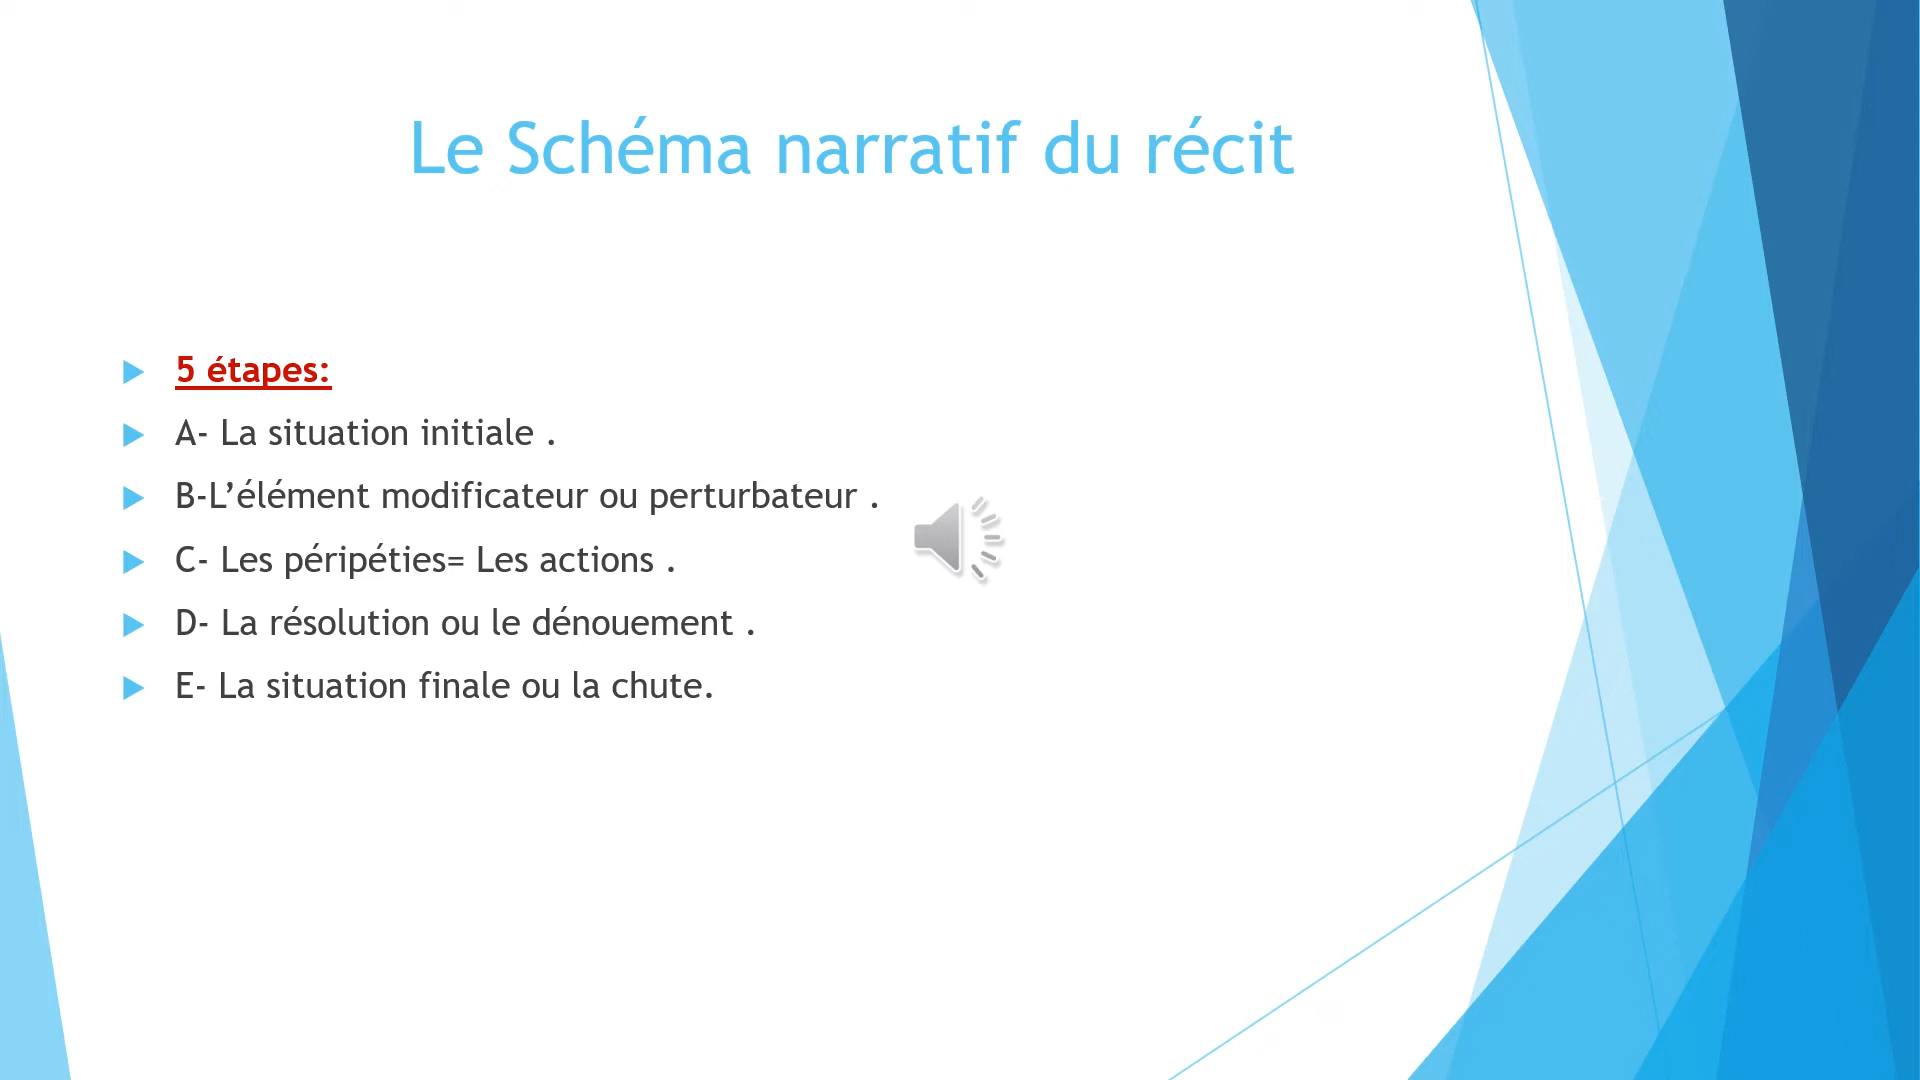 Le Schéma narratif du récit
5 étapes:
A- La situation initiale .
B-L’élément modificateur ou perturbateur .
C- Les péripéties= Les actions .
D- La résolution ou le dénouement .
E- La situation finale ou la chute.